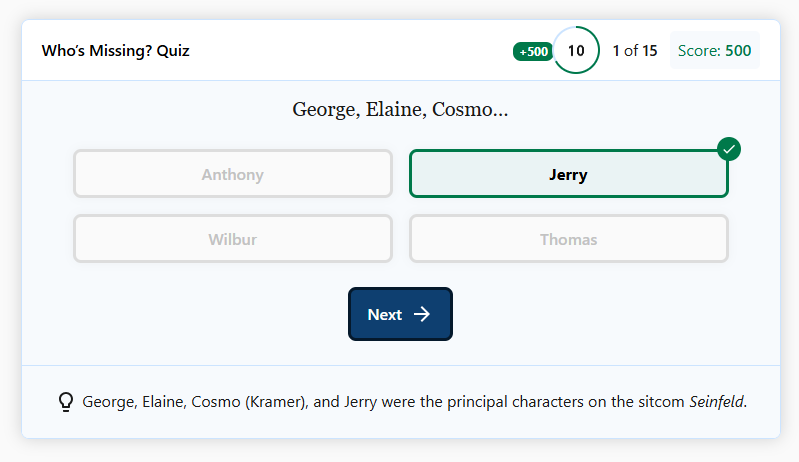 Who's Missing? Quiz
+500 10 1 of 15 Score: 500
George, Elaine, Cosmo...
Anthony
Jerry
Wilbur
Thomas
Next
George, Elaine, Cosmo (Kramer), and Jerry were the principal characters on the sitcom Seinfeld.